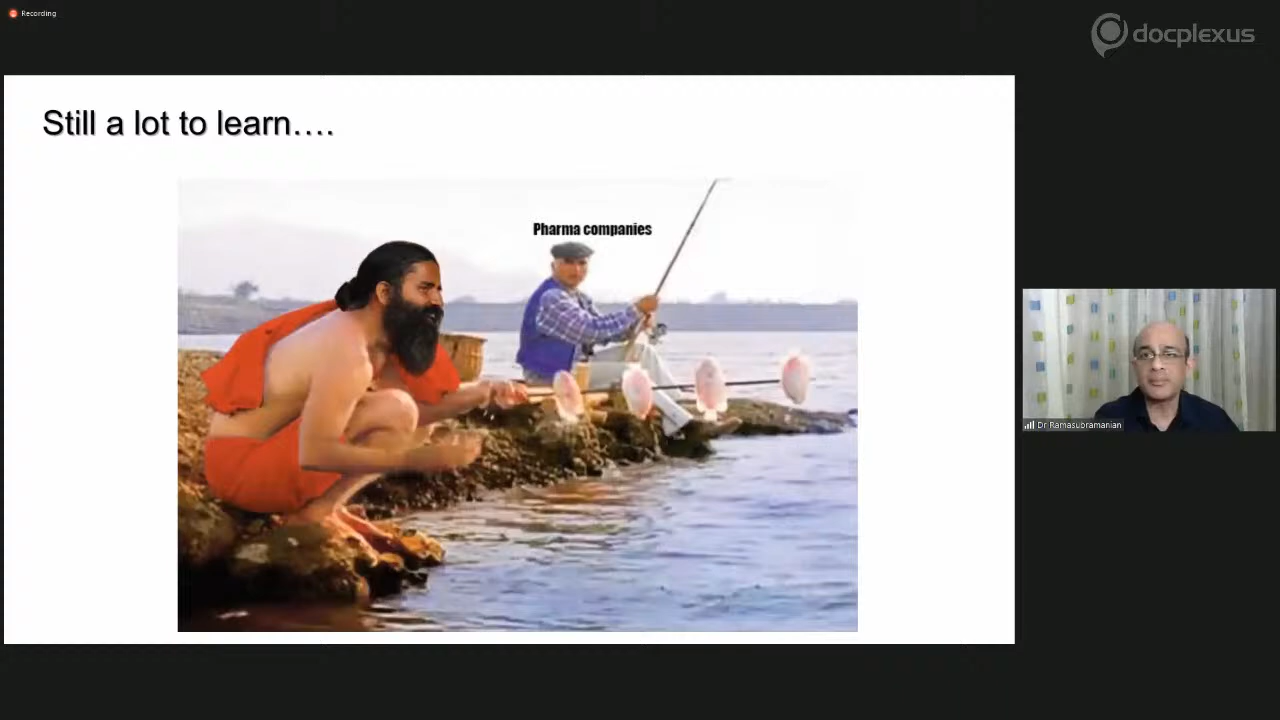 Recording
docplexus
Still a lot to learn....
Pharma companies
Dr Ramasubramanian